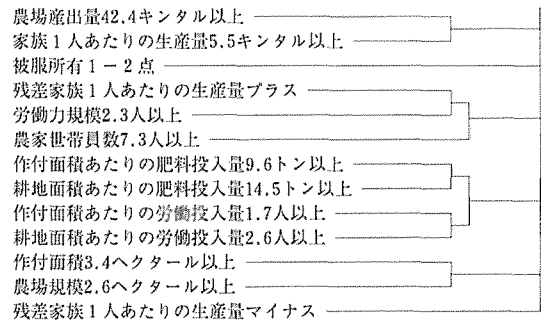 農場産出量42.4キンタル以上
家族1人あたりの生産量5.5キンタル以上
被服所有1-2点
残差家族1人あたりの生産量プラス
労働力規模2.3人以上
農家世帯員数7.3人以上
作付面積あたりの肥料投入量9.6トン以上
耕地面積あたりの肥料投入量14.5トン以上
作付面積あたりの労働投入量1.7人以上
耕地面積あたりの労働投入量2.6人以上
作付面積3.4ヘクタール以上
農場規模2.6ヘクタール以上
残差家族1人あたりの生産量マイナス